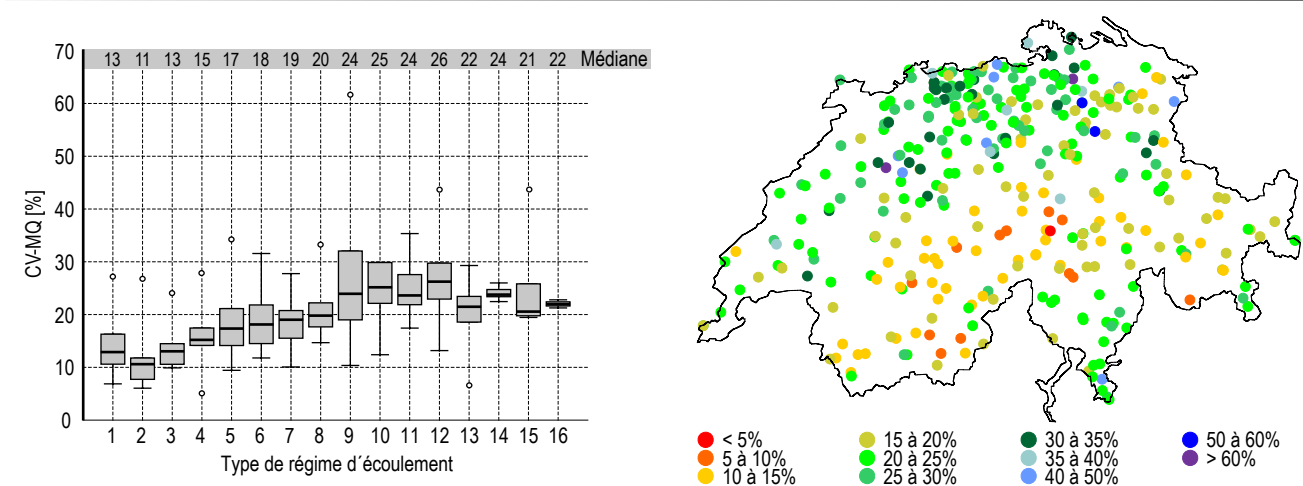 70 13 11 13 15 17 18 19 20 24 25 24 26 22 24 21 22 Médiane
60
50
40
30
20
10
0
CV-MQ [%]
1 2 3 4 5 6 7 8 9 10 11 12 13 14 15 16
Type de régime d´écoulement
< 5% 15 à 20% 30 à 35% 50 à 60%
5 à 10% 20 à 25% 35 à 40% > 60%
10 à 15% 25 à 30% 40 à 50%